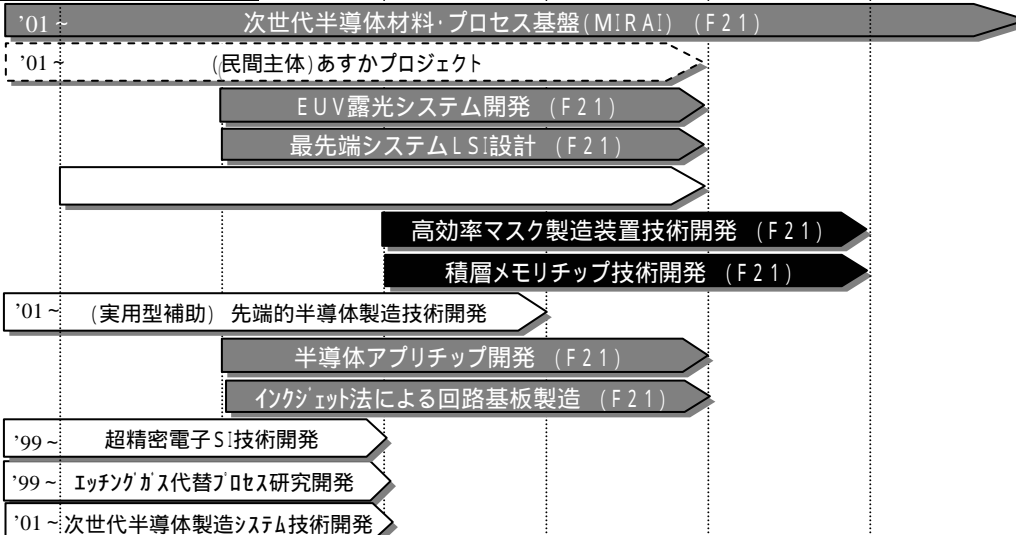 '01~ 次世代半導体材料・プロセス基盤(MIRAI) (F21)
'01~ (民間主体)あすかプロジェクト
EUV露光システム開発 (F21)
最先端システムLSI設計 (F21)
高効率マスク製造装置技術開発 (F21)
積層メモリチップ技術開発 (F21)
'01~ (実用型補助) 先端的半導体製造技術開発
半導体アプリチップ開発 (F21)
インクジェット法による回路基板製造 (F21)
'99~ 超精密電子SI技術開発
'99~ エッチングガス代替プロセス研究開発
'01~ 次世代半導体製造システム技術開発